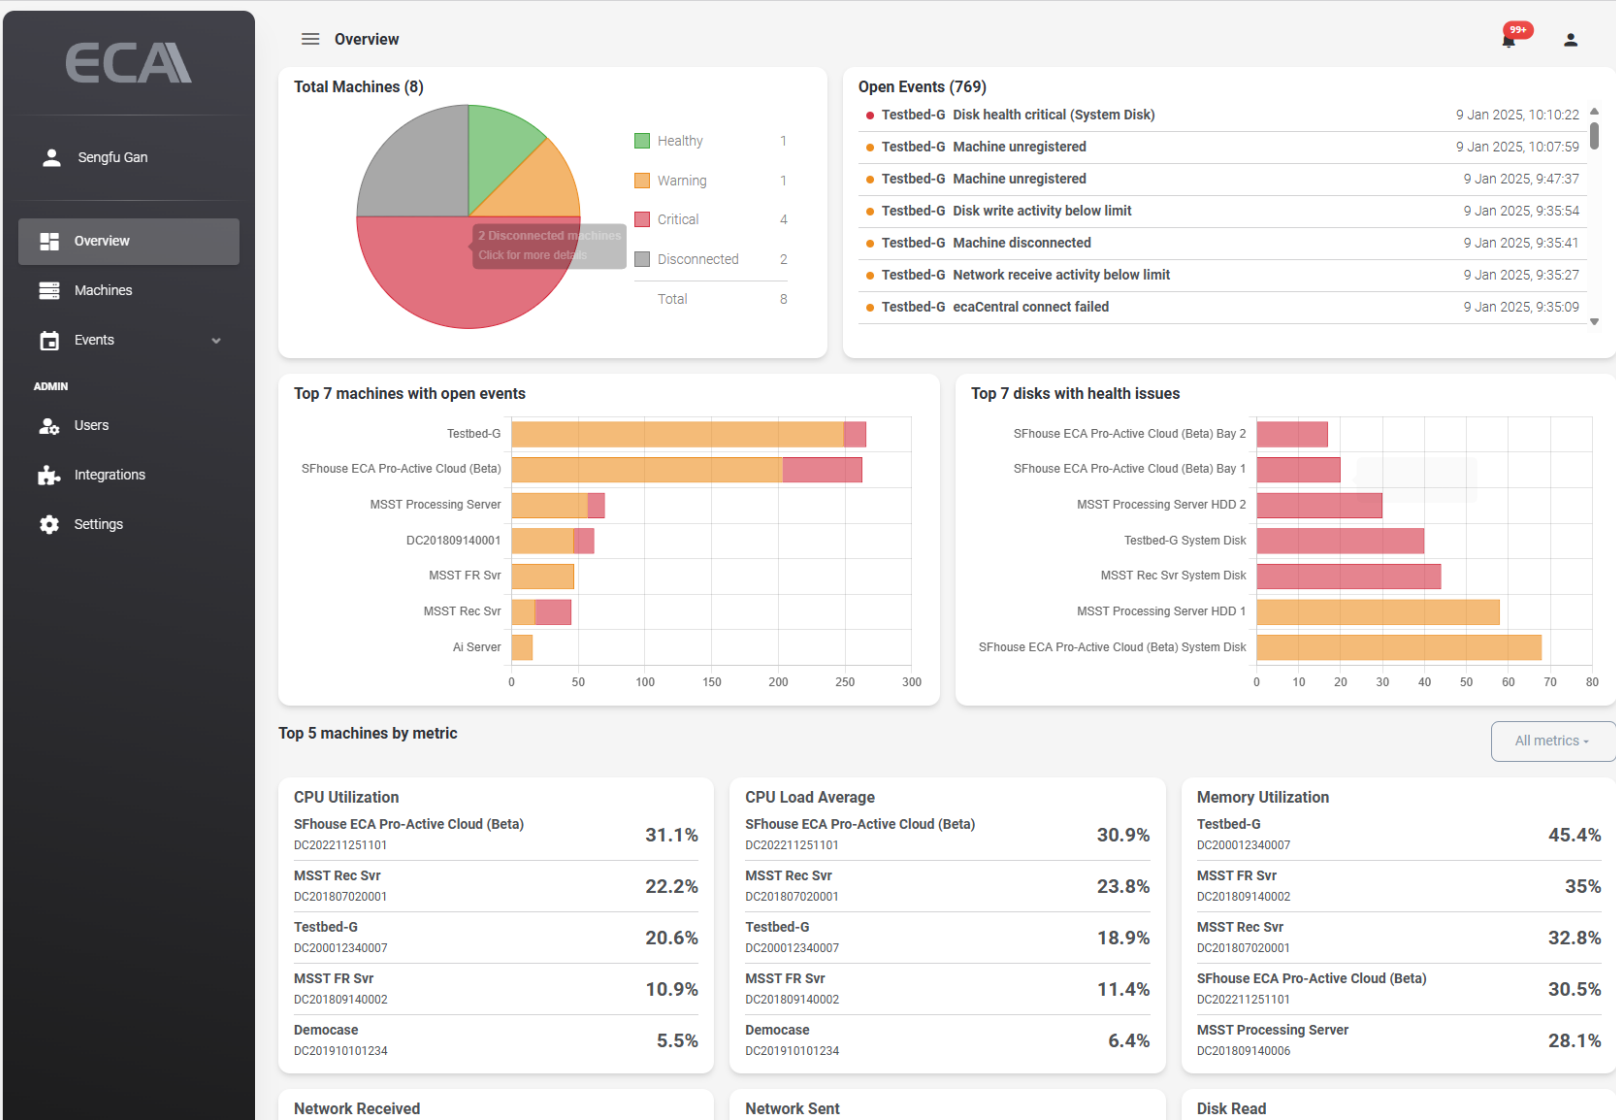 ECA
Overview
99+
Sengfu Gan
Overview
Machines
Events
ADMIN
Users
Integrations
Settings
Total Machines (8)
Healthy 1
Warning 1
Critical 4
Disconnected 2
Total 8
2 Disconnected machines
Click for more details
Open Events (769)
Testbed-G Disk health critical (System Disk) 9 Jan 2025, 10:10:22
Testbed-G Machine unregistered 9 Jan 2025, 10:07:59
Testbed-G Machine unregistered 9 Jan 2025, 9:47:37
Testbed-G Disk write activity below limit 9 Jan 2025, 9:35:54
Testbed-G Machine disconnected 9 Jan 2025, 9:35:41
Testbed-G Network receive activity below limit 9 Jan 2025, 9:35:27
Testbed-G ecaCentral connect failed 9 Jan 2025, 9:35:09
Top 7 machines with open events
Testbed-G
SFhouse ECA Pro-Active Cloud (Beta)
MSST Processing Server
DC201809140001
MSST FR Svr
MSST Rec Svr
Ai Server
0 50 100 150 200 250 300
Top 7 disks with health issues
SFhouse ECA Pro-Active Cloud (Beta) Bay 2
SFhouse ECA Pro-Active Cloud (Beta) Bay 1
MSST Processing Server HDD 2
Testbed-G System Disk
MSST Rec Svr System Disk
MSST Processing Server HDD 1
SFhouse ECA Pro-Active Cloud (Beta) System Disk
0 10 20 30 40 50 60 70 80
Top 5 machines by metric
All metrics
CPU Utilization
SFhouse ECA Pro-Active Cloud (Beta)
DC202211251101
31.1%
MSST Rec Svr
DC201807020001
22.2%
Testbed-G
DC200012340007
20.6%
MSST FR Svr
DC201809140002
10.9%
Democase
DC201910101234
5.5%
CPU Load Average
SFhouse ECA Pro-Active Cloud (Beta)
DC202211251101
30.9%
MSST Rec Svr
DC201807020001
23.8%
Testbed-G
DC200012340007
18.9%
MSST FR Svr
DC201809140002
11.4%
Democase
DC201910101234
6.4%
Memory Utilization
Testbed-G
DC200012340007
45.4%
MSST FR Svr
DC201809140002
35%
MSST Rec Svr
DC201807020001
32.8%
SFhouse ECA Pro-Active Cloud (Beta)
DC202211251101
30.5%
MSST Processing Server
DC201809140006
28.1%
Network Received
Network Sent
Disk Read